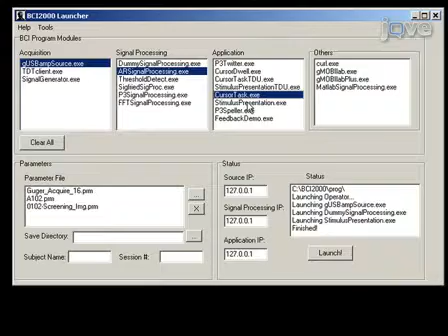 BCI2000 Launcher
jove
Help Tools
BCI Program Modules
Acquisition
gUSBampSource.exe
TDTclient.exe
SignalGenerator.exe
Signal Processing
DummySignalProcessing.exe
ARSignalProcessing.exe
ThresholdDetect.exe
SigfriedSigProc.exe
P3SignalProcessing.exe
FFTSignalProcessing.exe
Application
P3Twitter.exe
CursorDwell.exe
CursorTaskTDU.exe
StimulusPresentationTDU.exe
CursorTask.exe
StimulusPresentation.exe
P3Speller.exe
FeedbackDemo.exe
Others
curl.exe
gMOBIlab.exe
gMOBIlabPlus.exe
MatlabSignalProcessing.exe
Clear All
Parameters
Parameter File
Guger_Acquire_16.prm
A102.prm
0102-Screening_Img.prm
...
X
Save Directory:
...
Subject Name:
Session #:
Status
Source IP :
127.0.0.1
Signal Processing IP :
127.0.0.1
Application IP :
127.0.0.1
Status
C:\BCI2000\prog\
Launching Operator...
Launching gUSBampSource.exe
Launching DummySignalProcessing.exe
Launching StimulusPresentation.exe
Finished!
Launch!